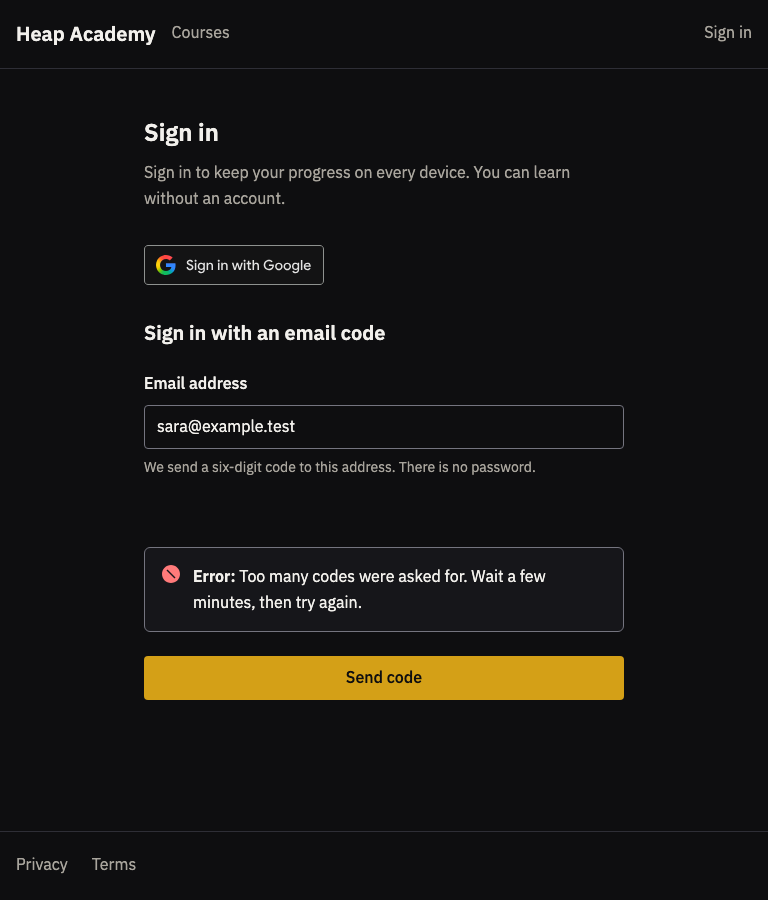 Heap Academy
Courses
Sign in
Sign in
Sign in to keep your progress on every device. You can learn
without an account.
Sign in with Google
Sign in with an email code
Email address
sara@example.test
We send a six-digit code to this address. There is no password.
Error: Too many codes were asked for. Wait a few
minutes, then try again.
Send code
Privacy
Terms